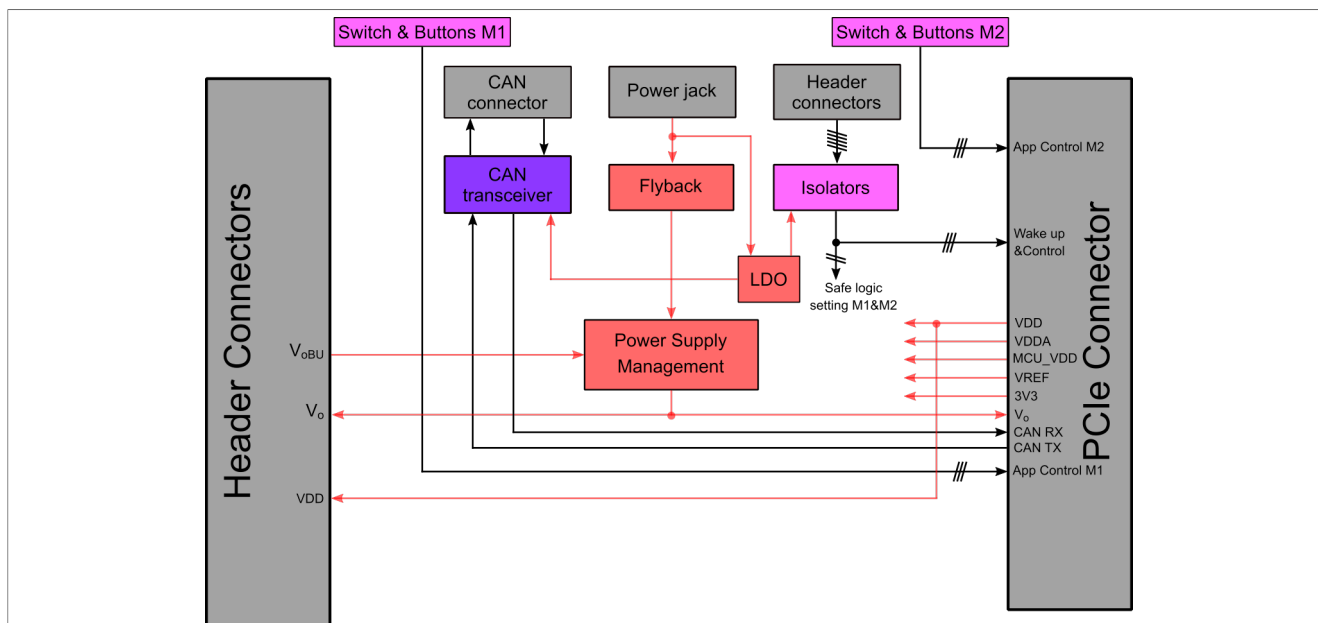 Switch & Buttons M1
Switch & Buttons M2
CAN
connector
Power jack
Header
connectors
App Control M2
CAN
transceiver
Flyback
Isolators
Wake up
&Control
LDO
Safe logic
setting M1&M2
Header Connectors
PCIe Connector
VDD
VDDA
MCU_VDD
VREF
3V3
Vo
CAN RX
CAN TX
App Control M1
Power Supply
Management
VoBU
Vo
VDD